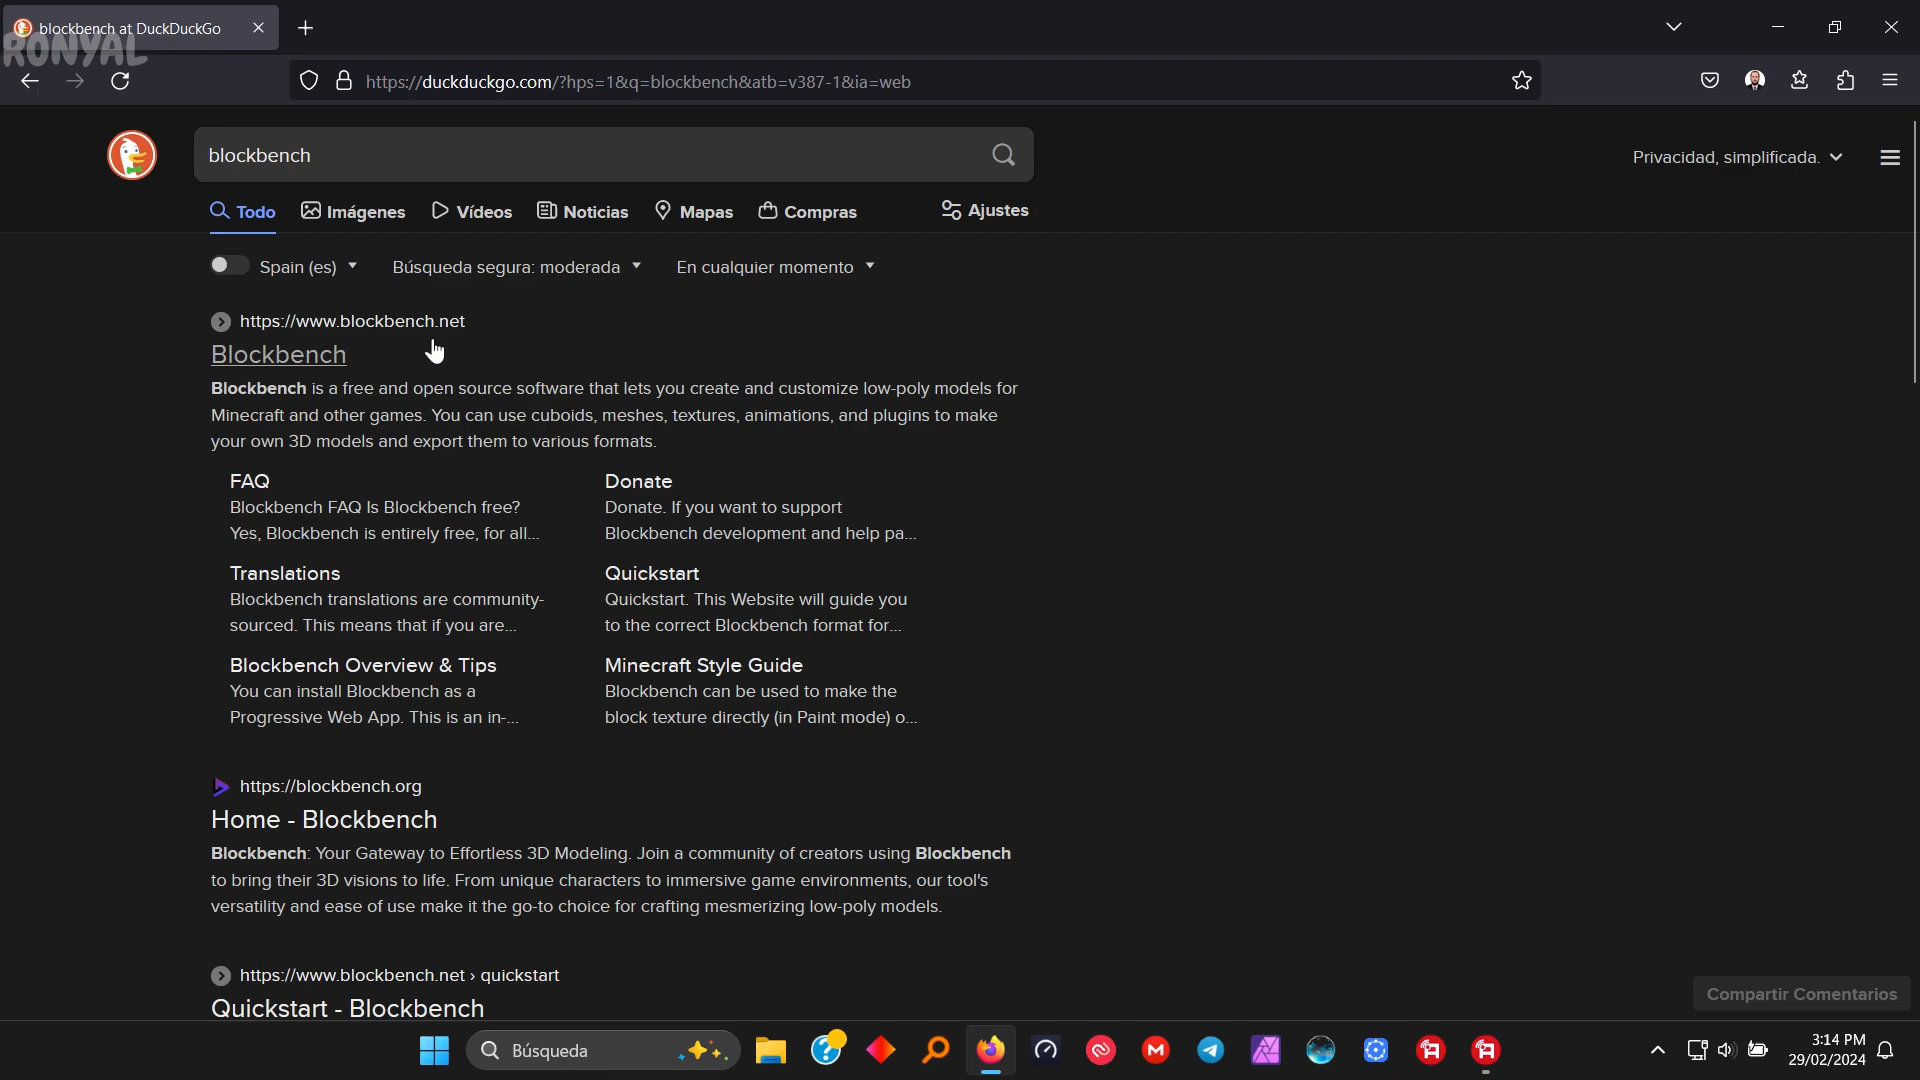 blockbench at DuckDuckGo
RONYAL
https://duckduckgo.com/?hps=1&q=blockbench&atb=v387-1&ia=web
blockbench
Privacidad, simplificada.
Todo Imágenes Vídeos Noticias Mapas Compras Ajustes
Spain (es) Búsqueda segura: moderada En cualquier momento
https://www.blockbench.net
Blockbench
Blockbench is a free and open source software that lets you create and customize low-poly models for
Minecraft and other games. You can use cuboids, meshes, textures, animations, and plugins to make
your own 3D models and export them to various formats.
FAQ
Blockbench FAQ Is Blockbench free?
Yes, Blockbench is entirely free, for all...
Donate
Donate. If you want to support
Blockbench development and help pa...
Translations
Blockbench translations are community-
sourced. This means that if you are...
Quickstart
Quickstart. This Website will guide you
to the correct Blockbench format for...
Blockbench Overview & Tips
You can install Blockbench as a
Progressive Web App. This is an in-...
Minecraft Style Guide
Blockbench can be used to make the
block texture directly (in Paint mode) o...
https://blockbench.org
Home - Blockbench
Blockbench: Your Gateway to Effortless 3D Modeling. Join a community of creators using Blockbench
to bring their 3D visions to life. From unique characters to immersive game environments, our tool's
versatility and ease of use make it the go-to choice for crafting mesmerizing low-poly models.
https://www.blockbench.net › quickstart
Quickstart - Blockbench
Compartir Comentarios
Búsqueda
3:14 PM
29/02/2024